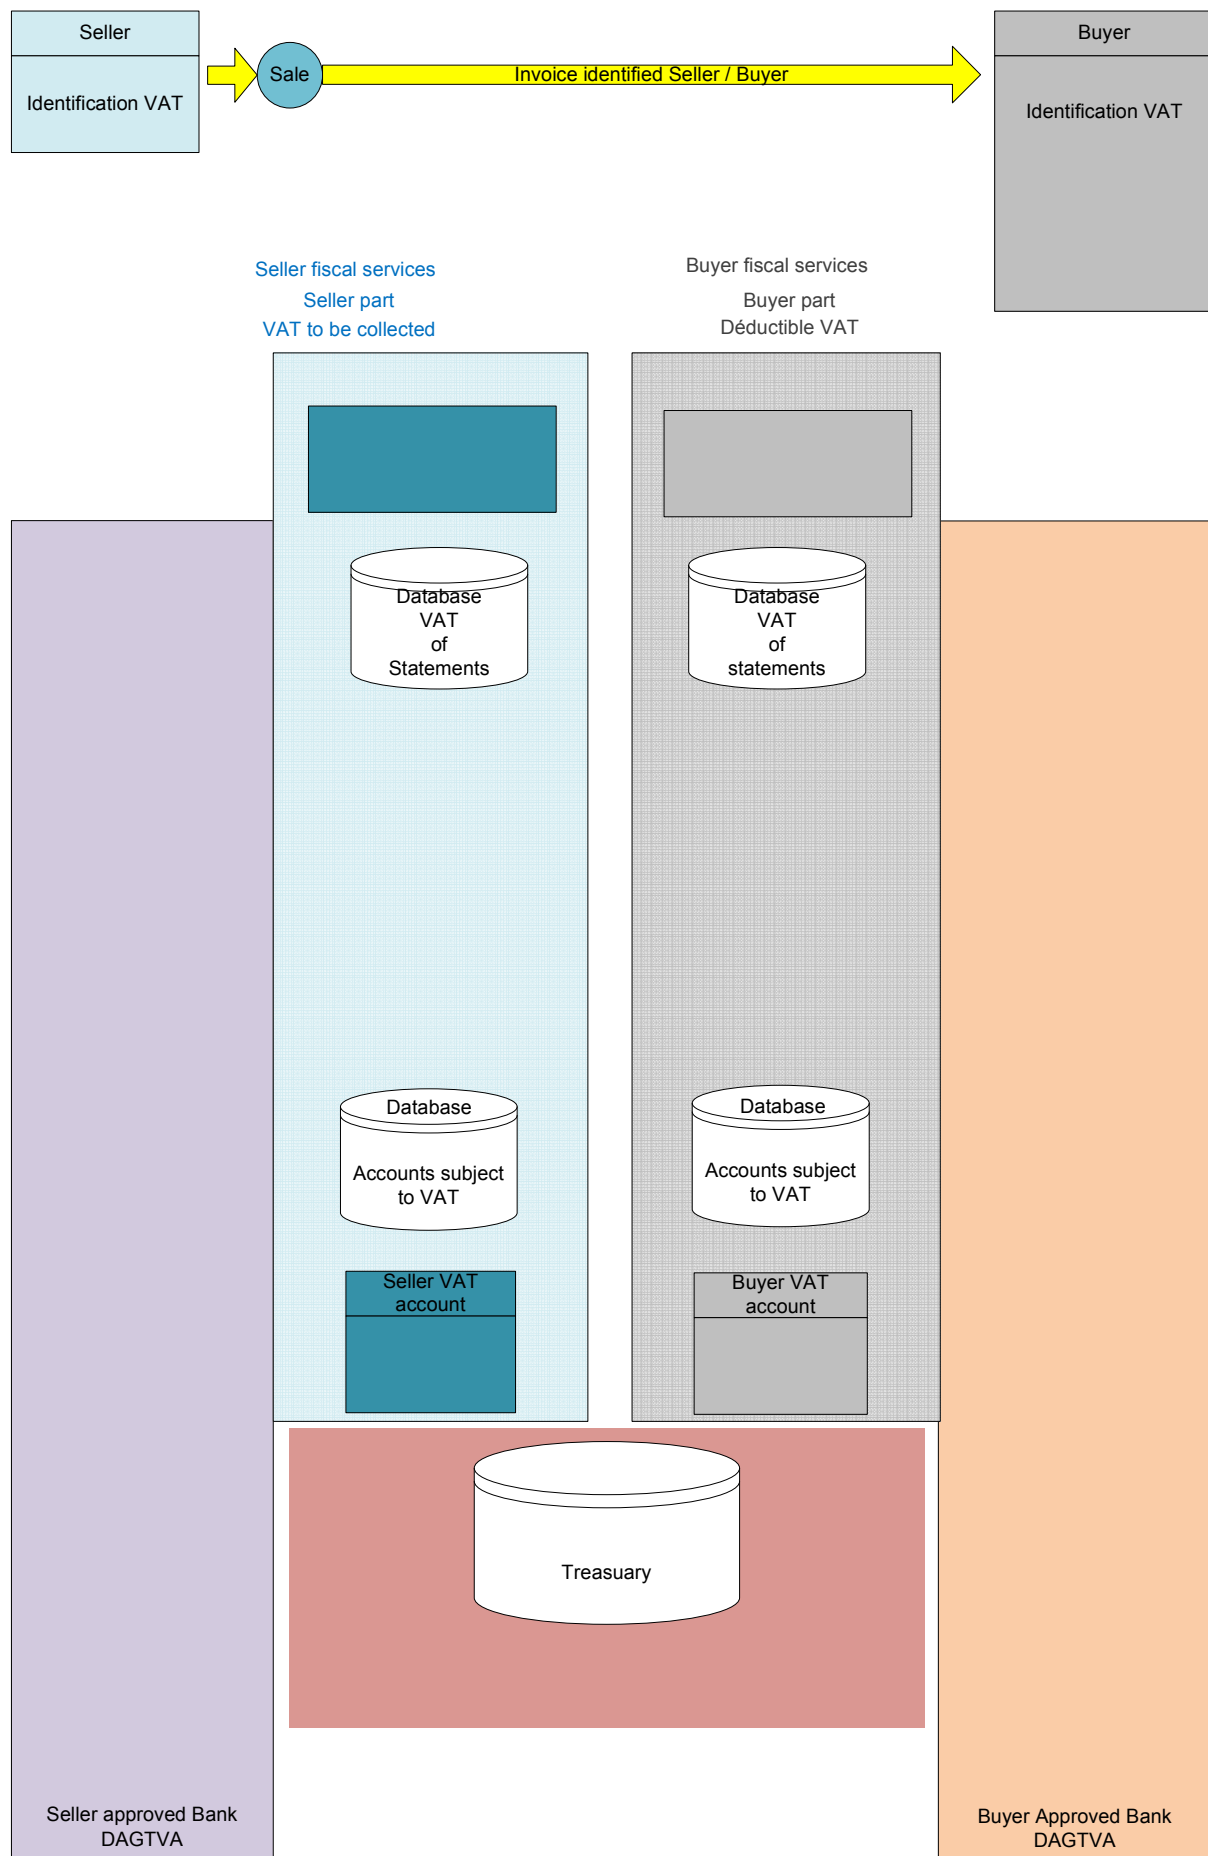 Seller
Identification VAT
Sale
Invoice identified Seller / Buyer
Buyer
Identification VAT
Seller fiscal services
Seller part
VAT to be collected
Buyer fiscal services
Buyer part
Déductible VAT
Database
VAT
of
Statements
Database
VAT
of
statements
Database
Accounts subject
to VAT
Database
Accounts subject
to VAT
Seller VAT
account
Buyer VAT
account
Treasuary
Seller approved Bank
DAGTVA
Buyer Approved Bank
DAGTVA